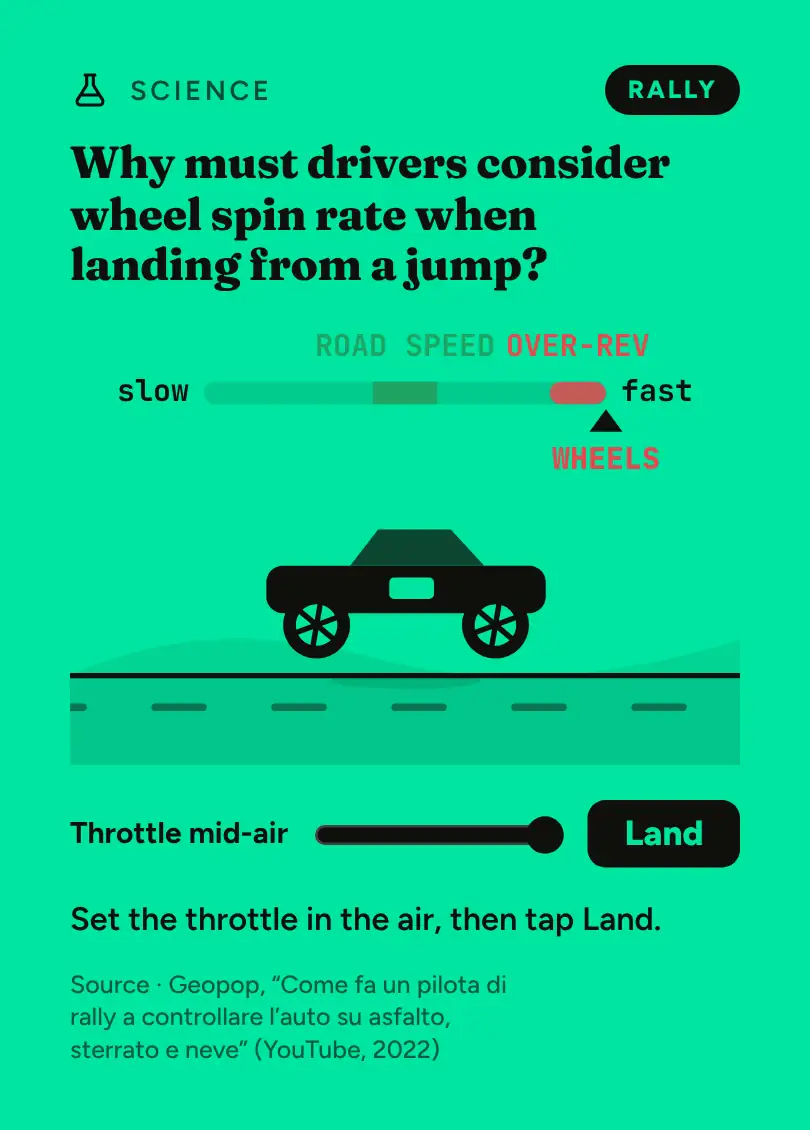 SCIENCE
RALLY
Why must drivers consider
wheel spin rate when
landing from a jump?
ROAD SPEED OVER-REV
slow fast
WHEELS
Throttle mid-air
Land
Set the throttle in the air, then tap Land.
Source · Geopop, “Come fa un pilota di
rally a controllare l’auto su asfalto,
sterrato e neve” (YouTube, 2022)